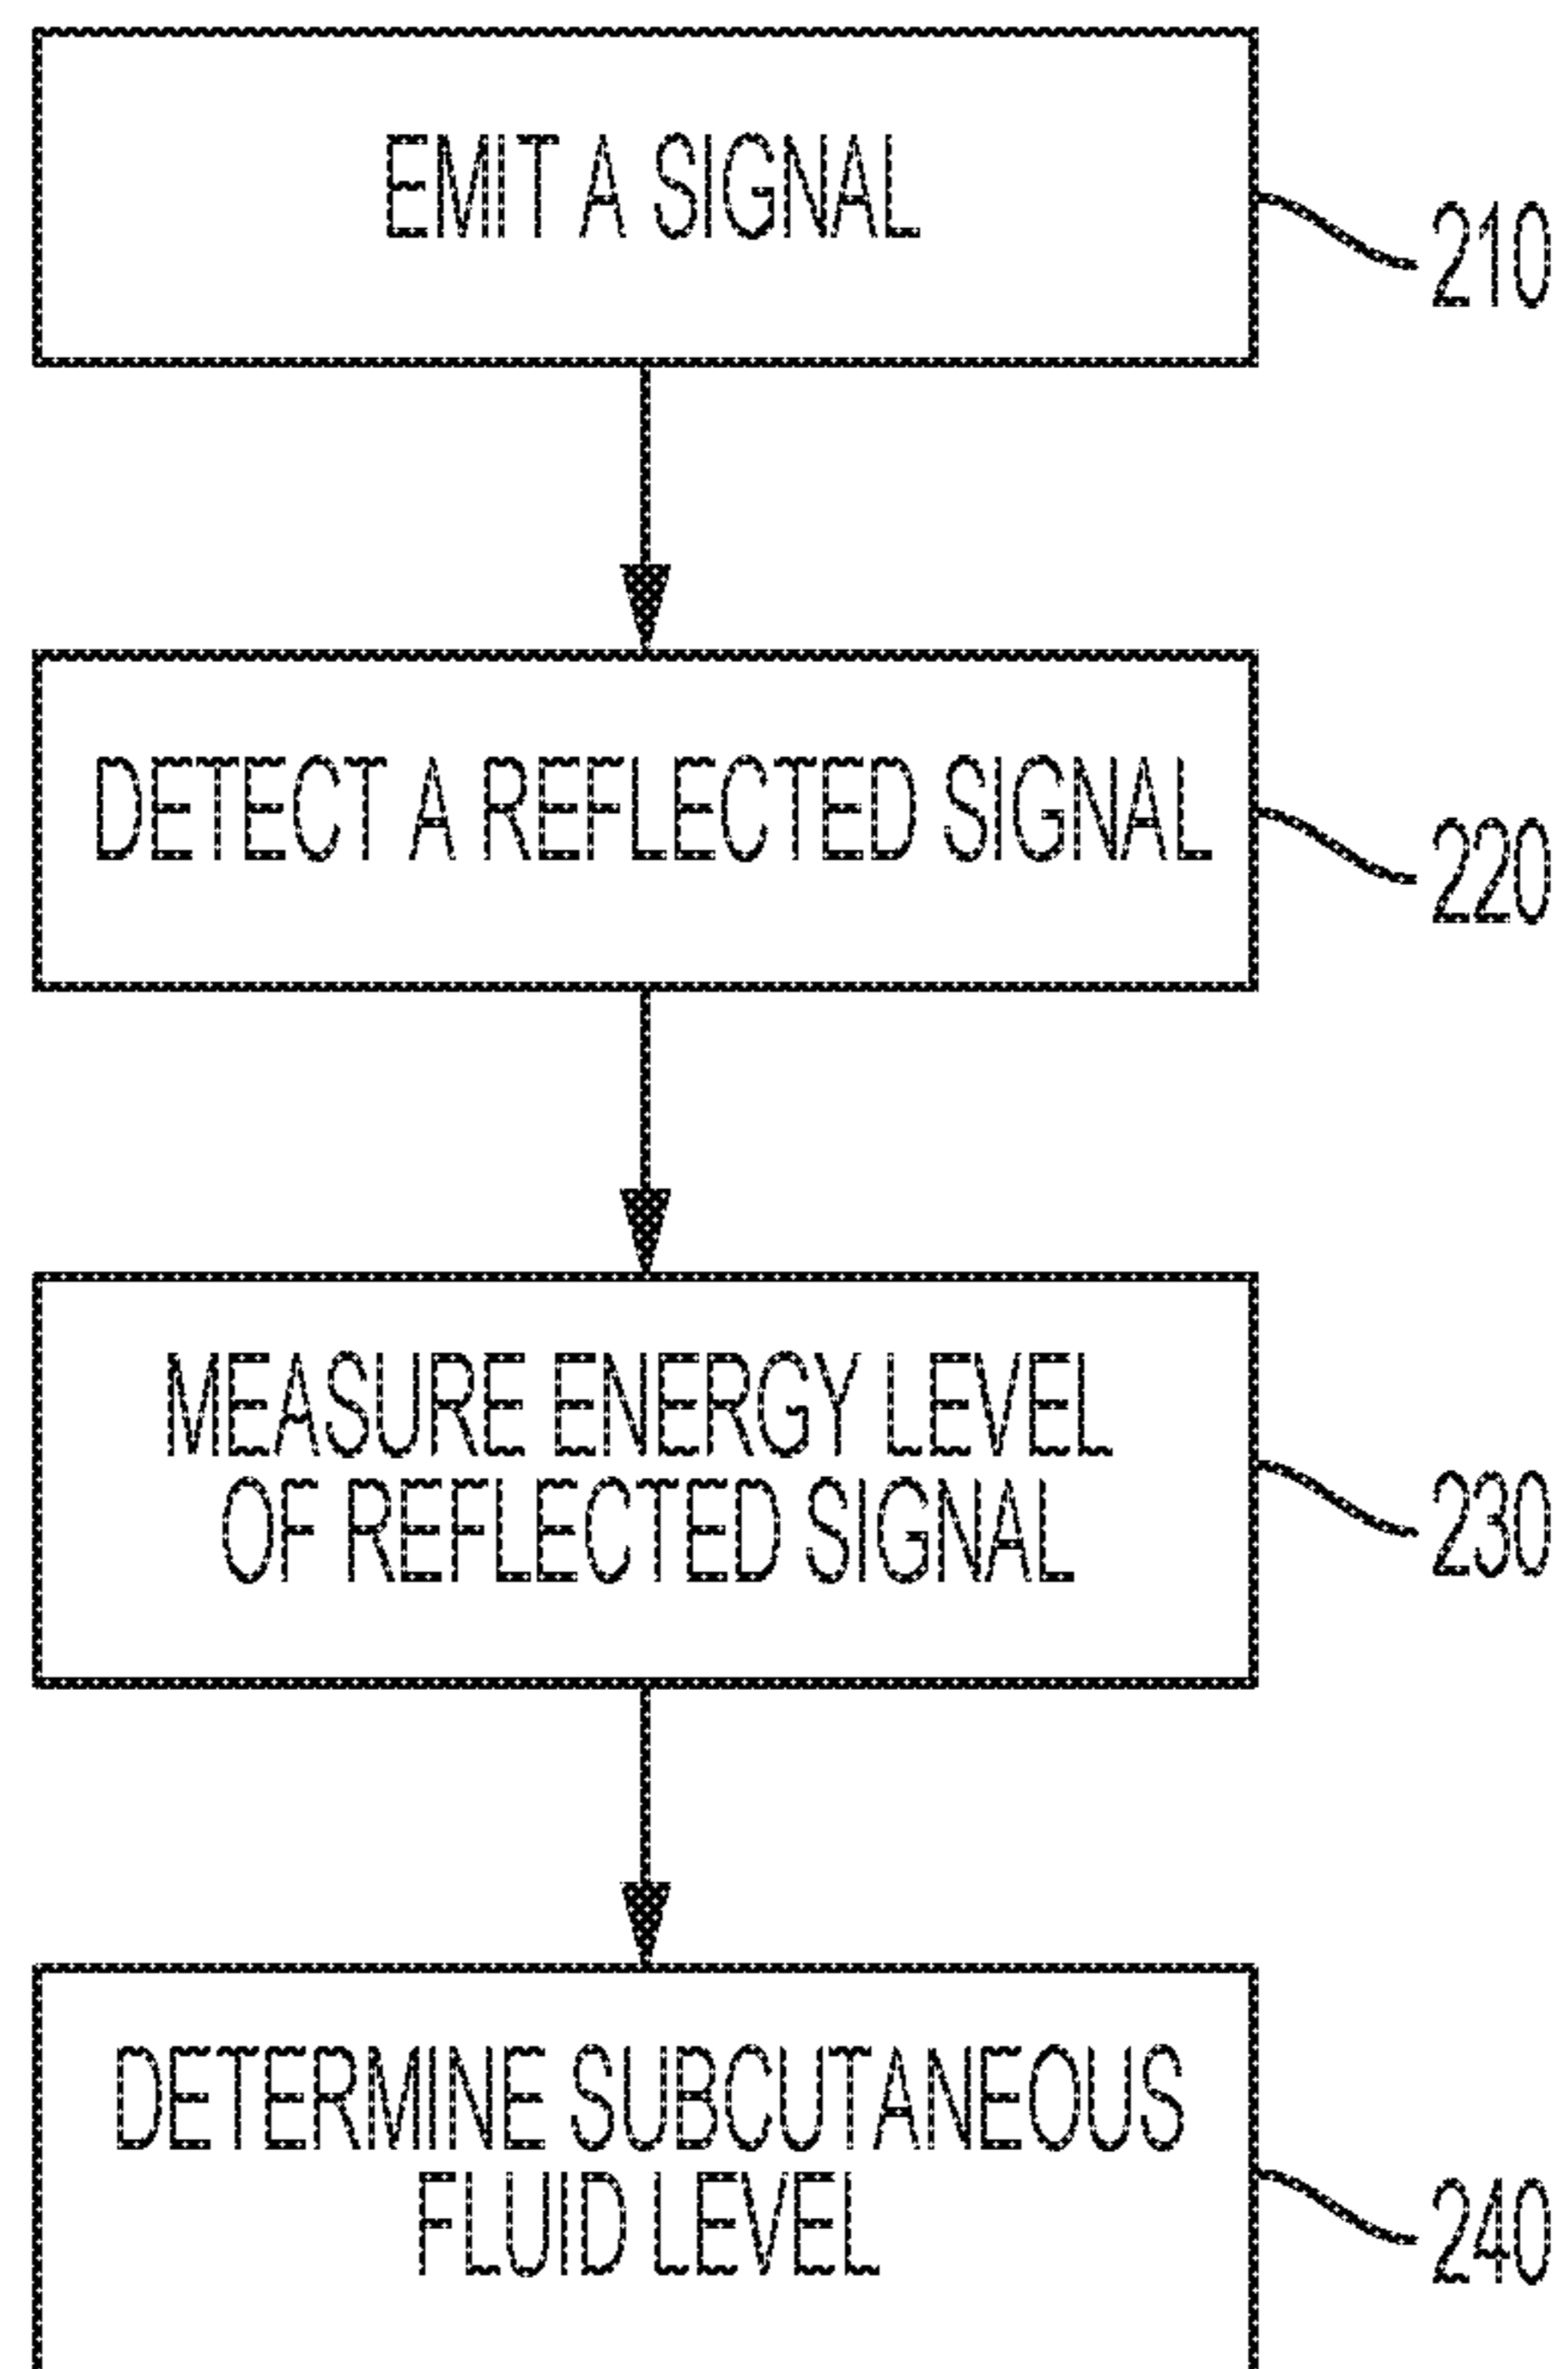 EMIT A SIGNAL
210
DETECT A REFLECTED SIGNAL
220
MEASURE ENERGY LEVEL
OF REFLECTED SIGNAL
230
DETERMINE SUBCUTANEOUS
FLUID LEVEL
240